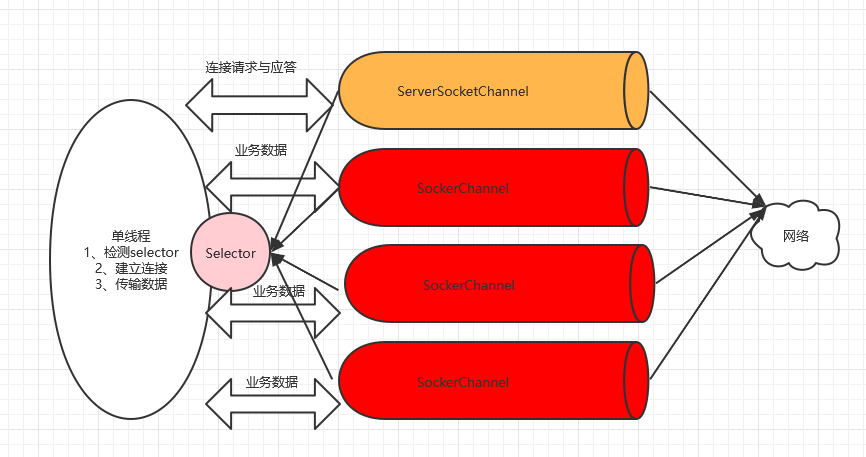 连接请求与应答
ServerSocketChannel
业务数据
SockerChannel
单线程
1、检测selector
2、建立连接
3、传输数据
Selector
网络
业务数据
SockerChannel
业务数据
SockerChannel